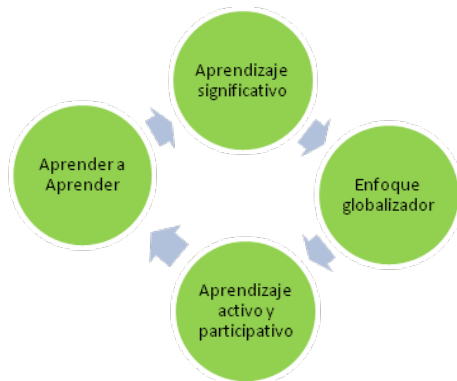 Aprendizaje
significativo
Aprender a
Aprender
Enfoque
globalizador
Aprendizaje
activo y
participativo